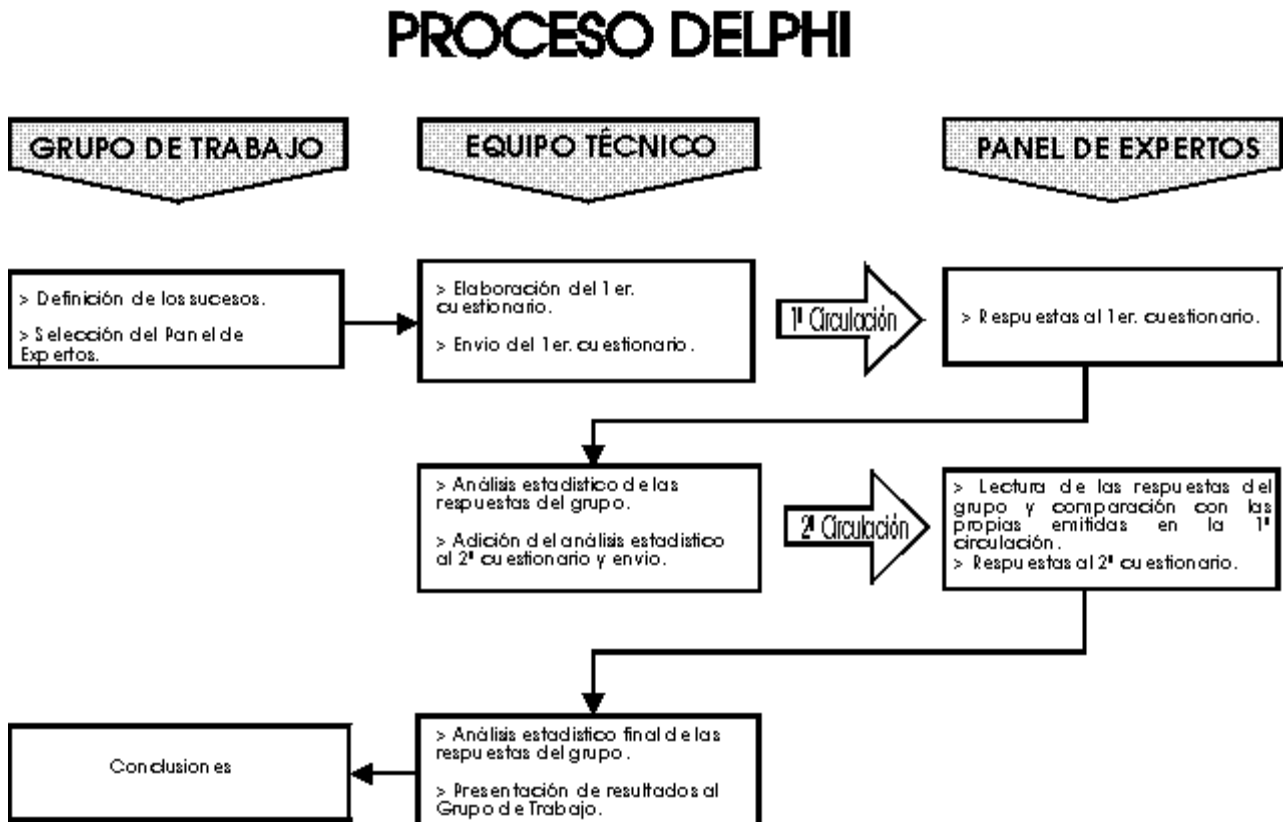 PROCESO DELPHI
GRUPO DE TRABAJO
EQUIPO TÉCNICO
PANEL DE EXPERTOS
> Definición de los sucesos.
> Selección del Panel de
Expertos.
> Elaboración del 1er.
cuestionario.
> Envio del 1er. cuestionario.
1ª Circulación
> Respuestas al 1er. cuestionario.
> Análisis estadistico de las
respuestas del grupo.
> Adición del análisis estadistico
al 2º cuestionario y envio.
2ª Circulación
> Lectura de las respuestas del
grupo y comparación con las
propias emitidas en la 1ª
circulación.
> Respuestas al 2º cuestionario.
> Análisis estadistico final de las
respuestas del grupo.
> Presentación de resultados al
Grupo de Trabajo.
Conclusiones